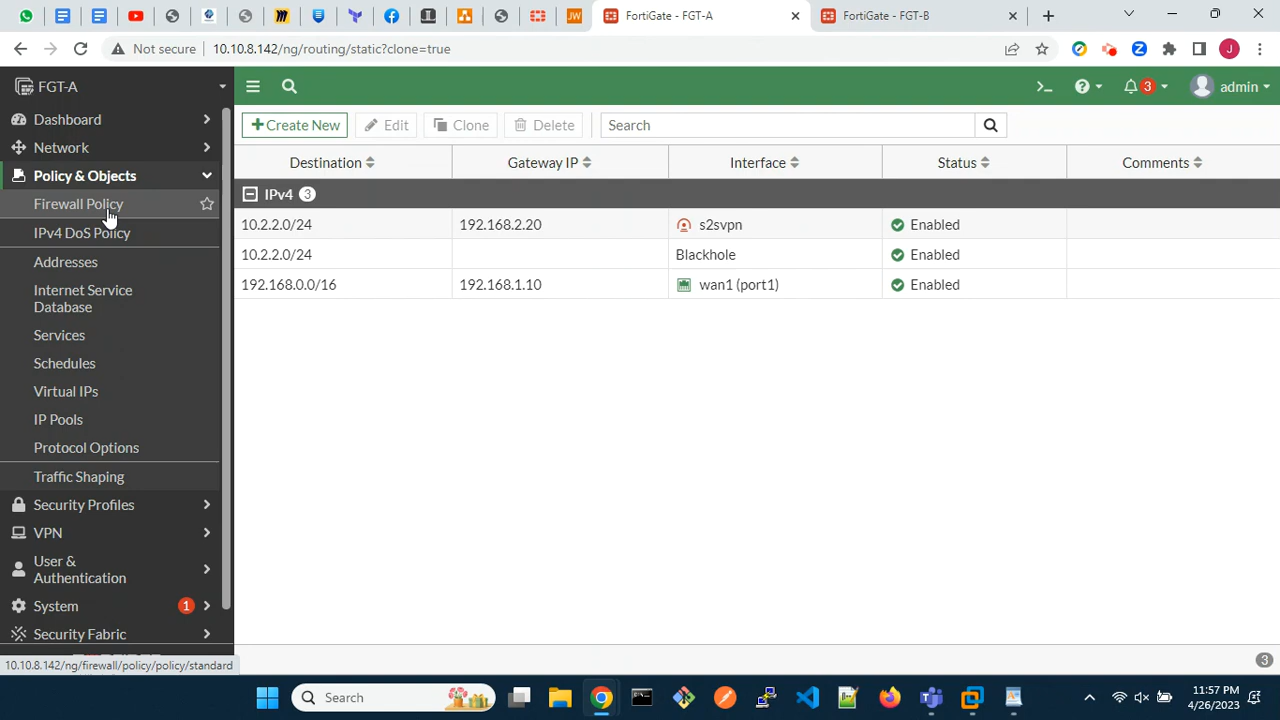 JW
FortiGate - FGT-A
FortiGate - FGT-B
Not secure
10.10.8.142/ng/routing/static?clone=true
J
FGT-A
3
admin
Dashboard
Network
Policy & Objects
Firewall Policy
IPv4 DoS Policy
Addresses
Internet Service
Database
Services
Schedules
Virtual IPs
IP Pools
Protocol Options
Traffic Shaping
Security Profiles
VPN
User &
Authentication
System 1
Security Fabric
10.10.8.142/ng/firewall/policy/policy/standard
Create New Edit Clone Delete Search
Destination Gateway IP Interface Status Comments
IPv4 3
10.2.2.0/24 192.168.2.20 s2svpn Enabled
10.2.2.0/24 Blackhole Enabled
192.168.0.0/16 192.168.1.10 wan1 (port1) Enabled
3
Search
11:57 PM
4/26/2023